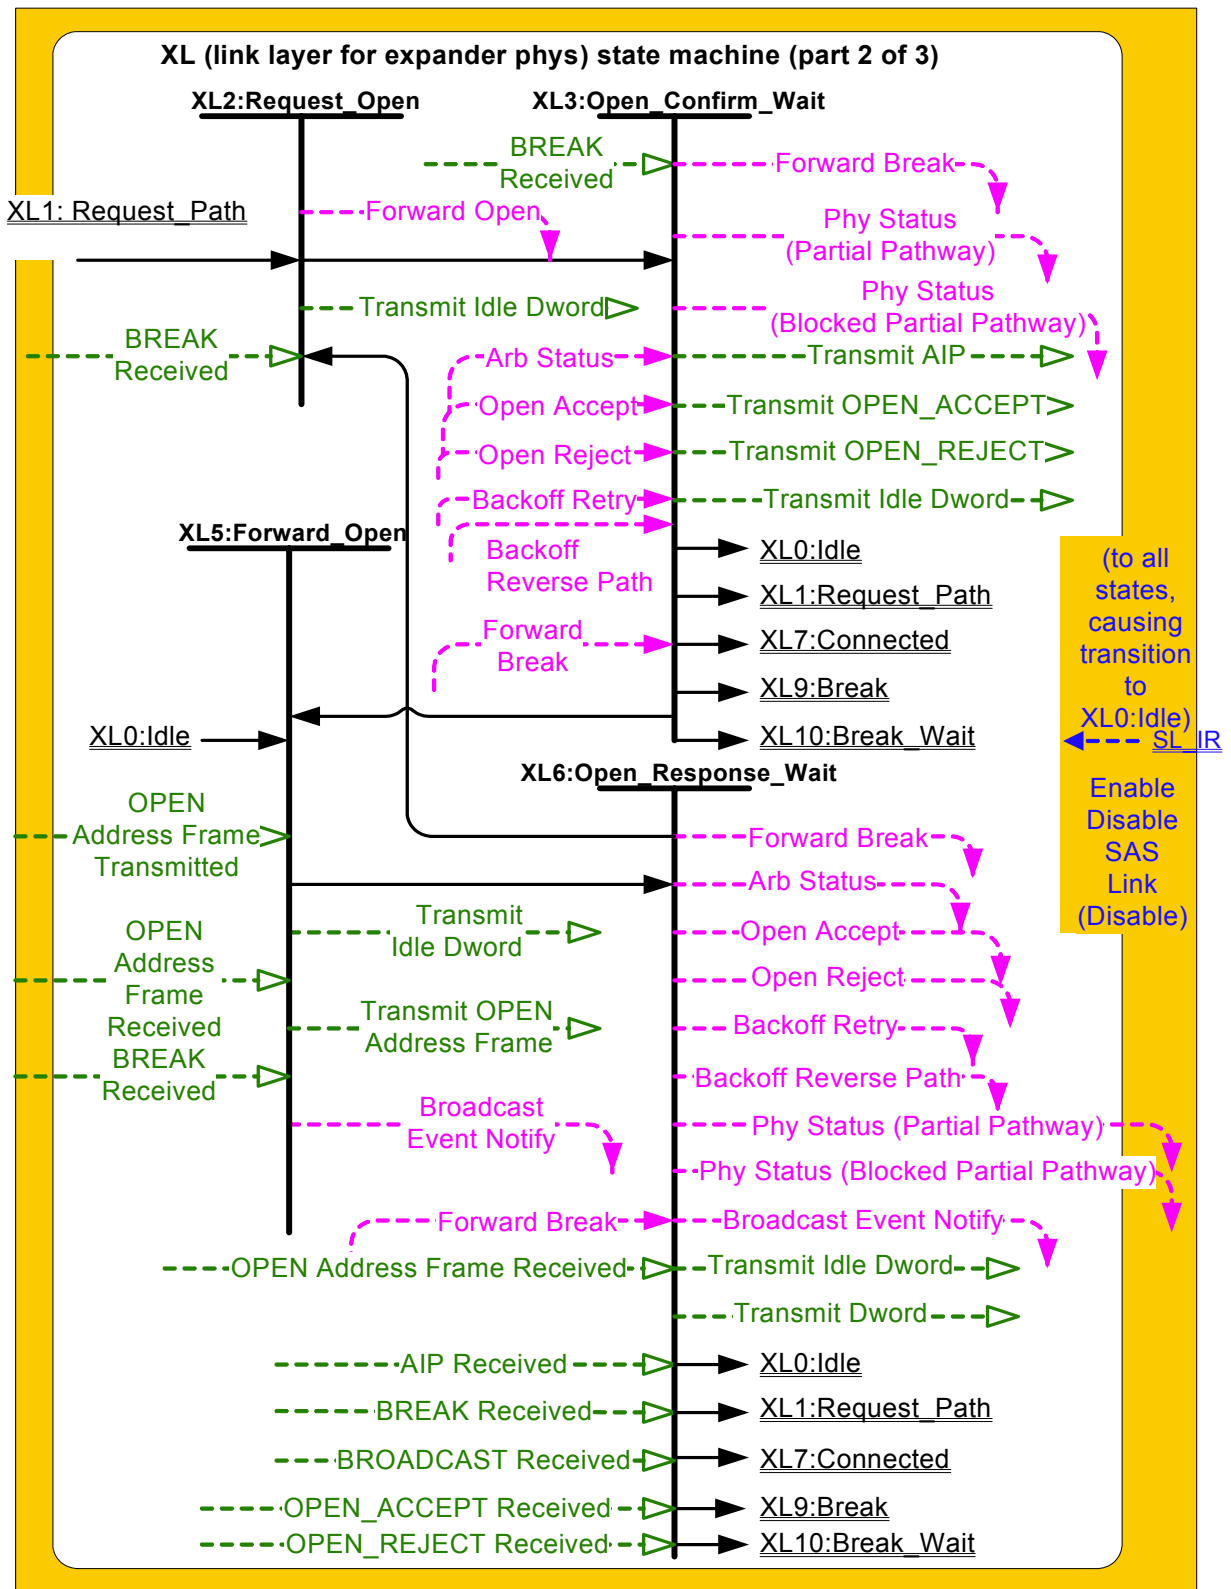 XL (link layer for expander phys) state machine (part 2 of 3)
XL2:Request_Open
XL3:Open_Confirm_Wait
BREAK
Received
Forward Break
XL1: Request_Path
Forward Open
Phy Status
(Partial Pathway)
Transmit Idle Dword
Phy Status
(Blocked Partial Pathway)
BREAK
Received
Arb Status
Transmit AIP
Open Accept
Transmit OPEN_ACCEPT
Open Reject
Transmit OPEN_REJECT
Backoff Retry
Transmit Idle Dword
XL5:Forward_Open
Backoff
Reverse Path
XL0:Idle
XL1:Request_Path
Forward
Break
XL7:Connected
XL9:Break
XL0:Idle
XL10:Break_Wait
(to all
states,
causing
transition
to
XL0:Idle)
SL_IR
Enable
Disable
SAS
Link
(Disable)
XL6:Open_Response_Wait
OPEN
Address Frame
Transmitted
Forward Break
Arb Status
Transmit
Idle Dword
Open Accept
OPEN
Address
Frame
Received
Open Reject
Transmit OPEN
Address Frame
Backoff Retry
BREAK
Received
Backoff Reverse Path
Broadcast
Event Notify
Phy Status (Partial Pathway)
Phy Status (Blocked Partial Pathway)
Forward Break
Broadcast Event Notify
OPEN Address Frame Received
Transmit Idle Dword
Transmit Dword
AIP Received
XL0:Idle
BREAK Received
XL1:Request_Path
BROADCAST Received
XL7:Connected
OPEN_ACCEPT Received
XL9:Break
OPEN_REJECT Received
XL10:Break_Wait